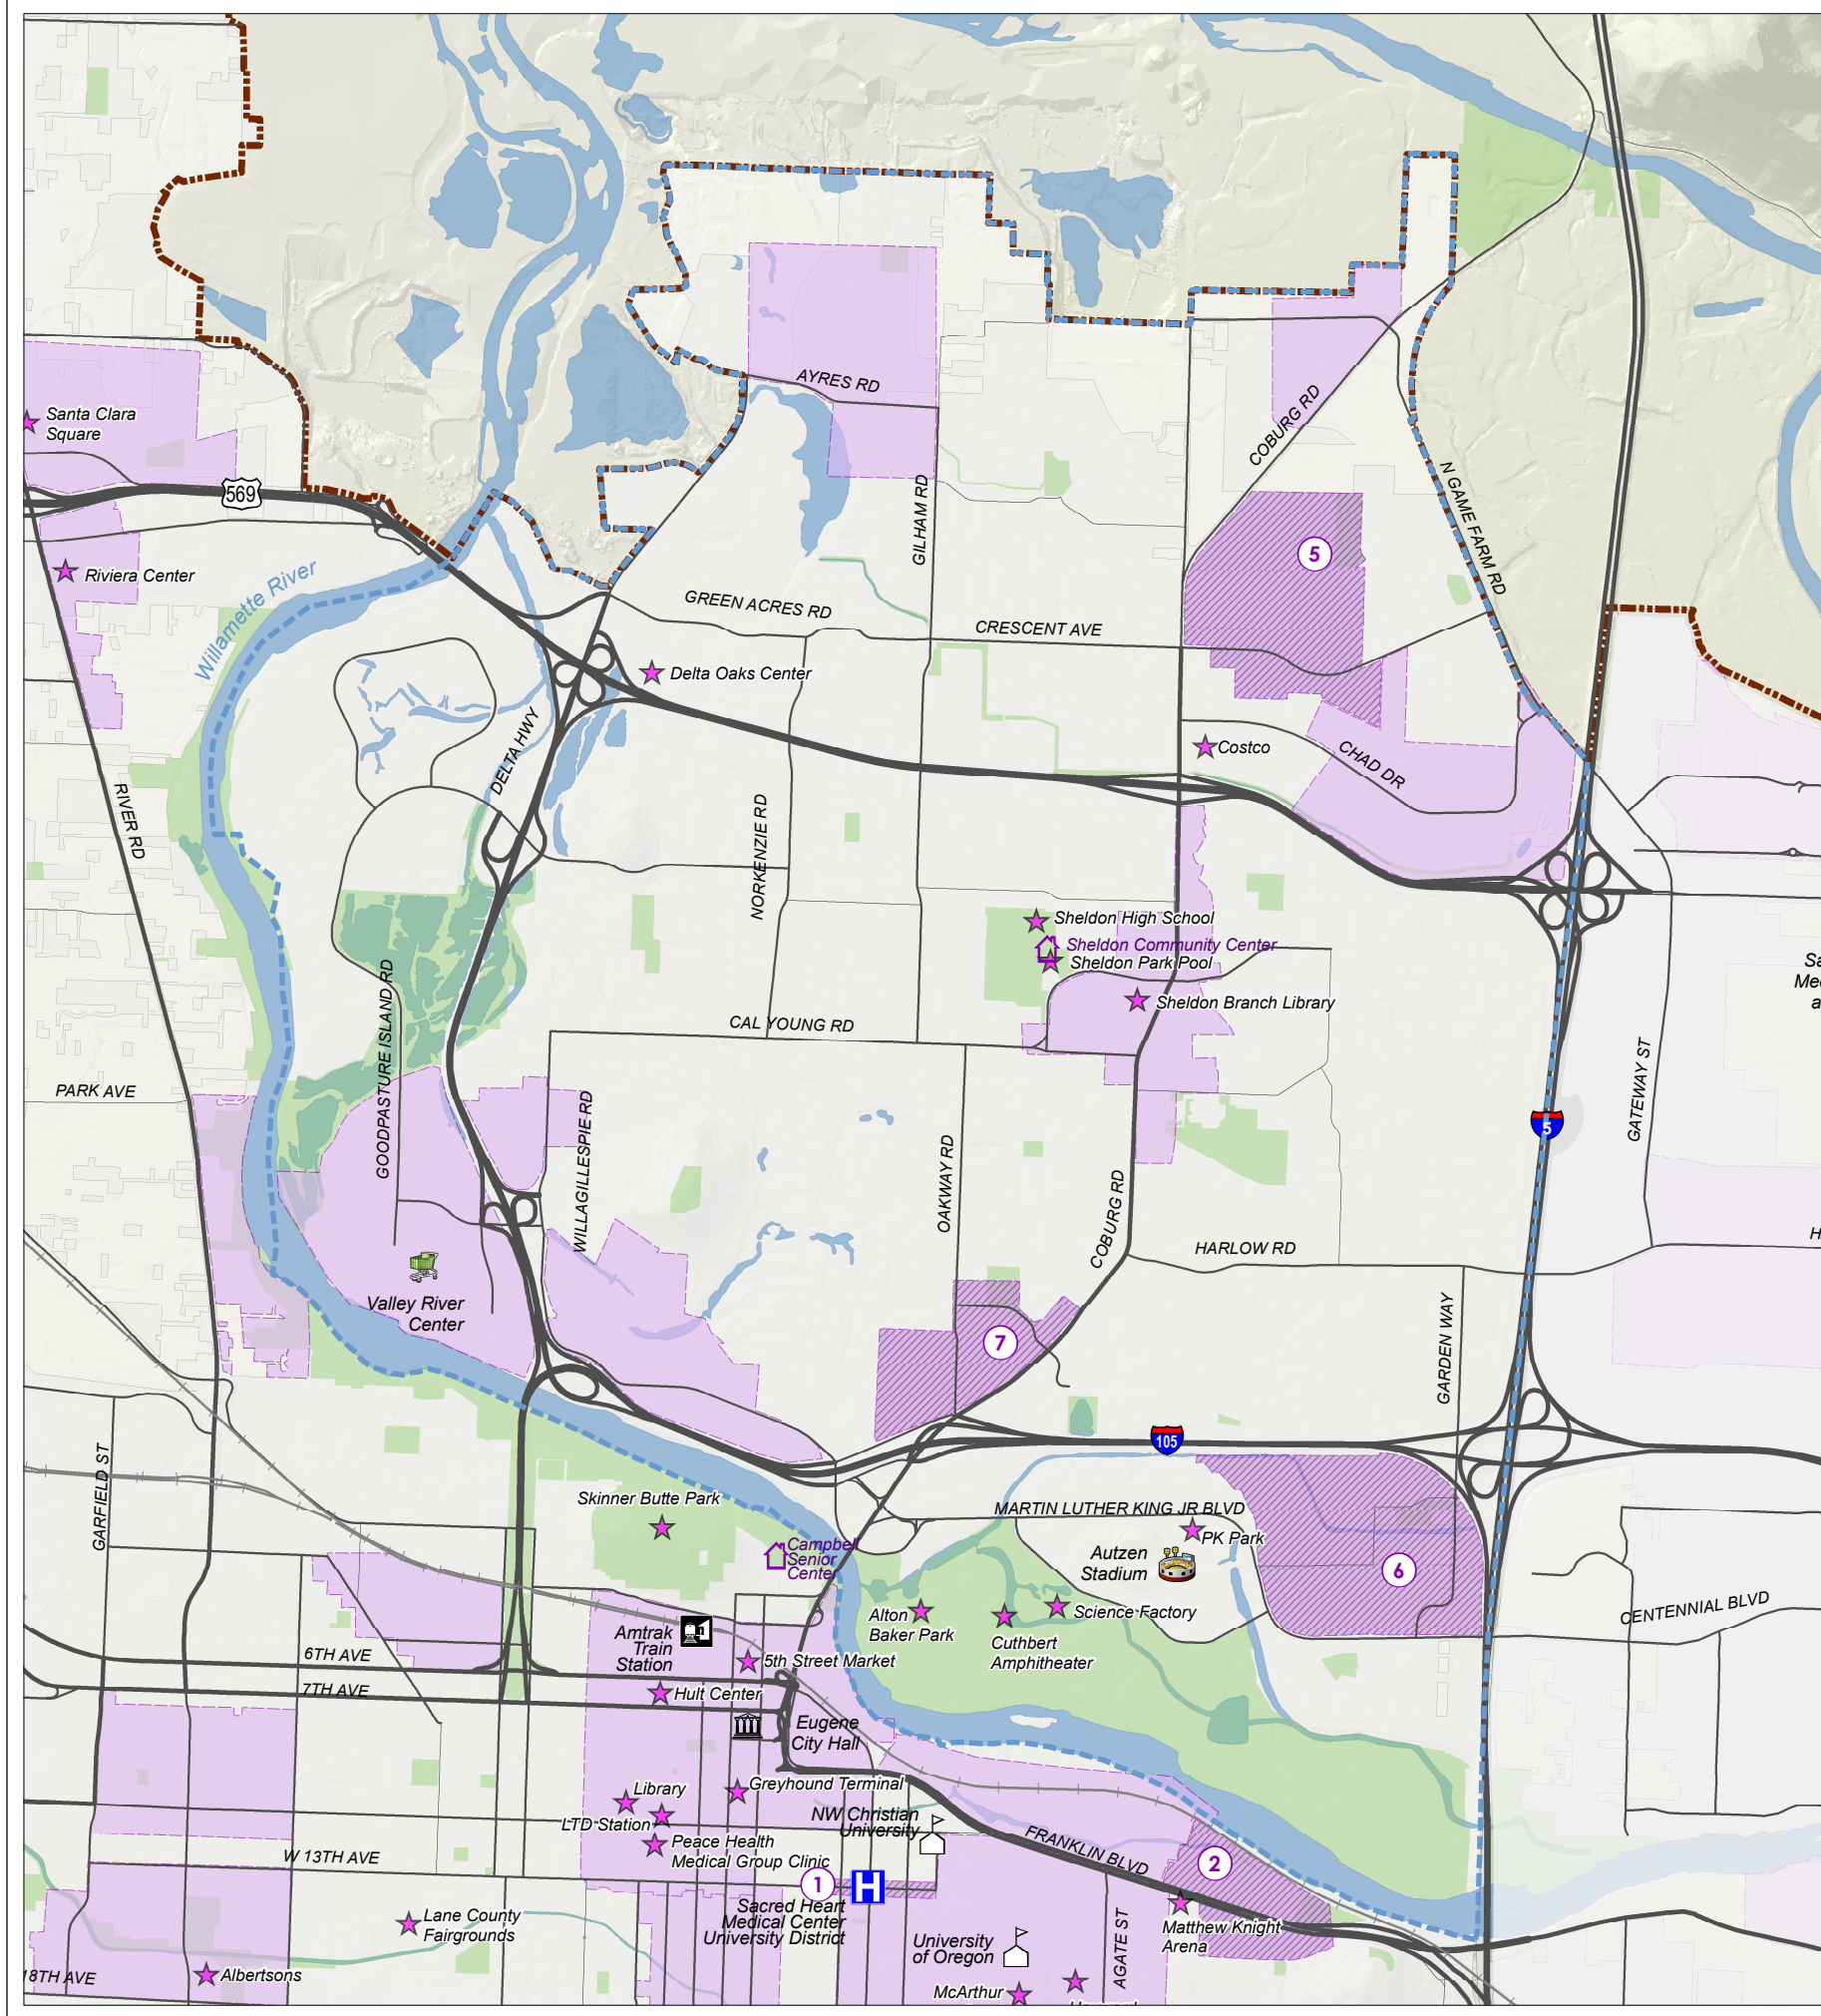 AYRES RD
Santa Clara
Square
COBURG RD
569
N GAME FARM RD
GILHAM RD
5
Riviera Center
Willamette River
GREEN ACRES RD
CRESCENT AVE
Delta Oaks Center
DELTA HWY
Costco
CHAD DR
RIVER RD
NORKENZIE RD
Sheldon High School
Sheldon Community Center
Sheldon Park Pool
Sa
Me
a
Sheldon Branch Library
GOODPASTURE ISLAND RD
CAL YOUNG RD
PARK AVE
GATEWAY ST
5
WILLAGILLESPIE RD
OAKWAY RD
COBURG RD
HARLOW RD
H
Valley River
Center
7
GARDEN WAY
105
GARFIELD ST
Skinner Butte Park
MARTIN LUTHER KING JR BLVD
PK Park
Campbell
Senior
Center
Autzen
Stadium
6
Alton
Baker Park
Science Factory
Cuthbert
Amphitheater
CENTENNIAL BLVD
Amtrak
Train
Station
5th Street Market
6TH AVE
7TH AVE
Hult Center
Eugene
City Hall
Greyhound Terminal
Library
LTD Station
NW Christian
University
Peace Health
Medical Group Clinic
FRANKLIN BLVD
W 13TH AVE
2
1
H
Sacred Heart
Medical Center
University District
Lane County
Fairgrounds
Matthew Knight
Arena
University
of Oregon
AGATE ST
18TH AVE
Albertsons
McArthur